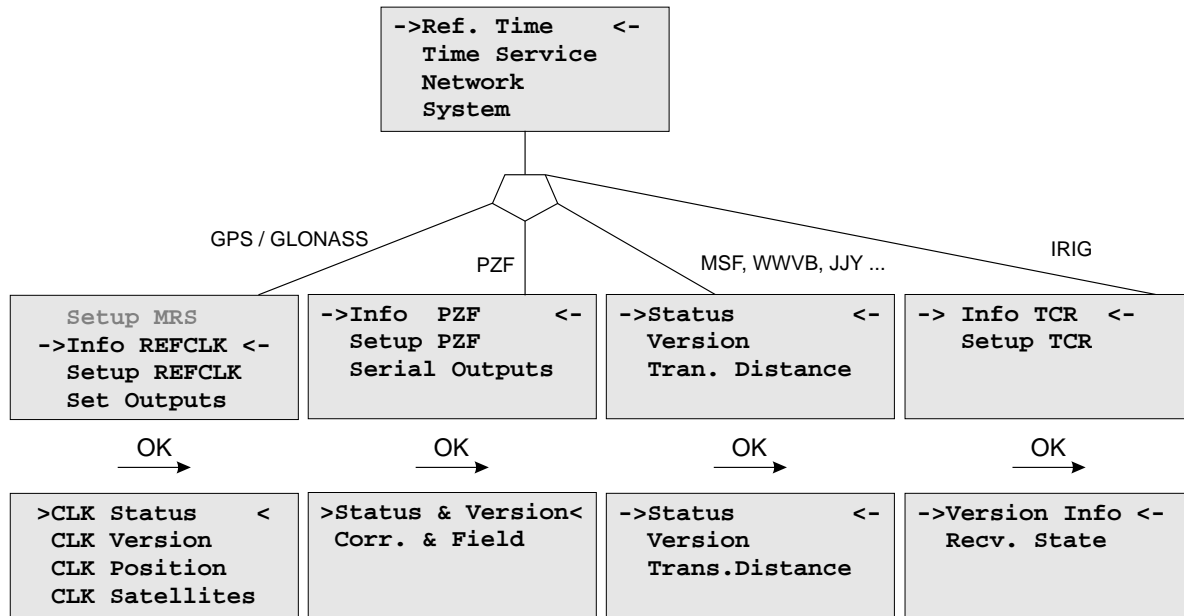 ->Ref. Time <-
Time Service
Network
System
GPS / GLONASS
PZF
MSF, WWVB, JJY ...
IRIG
Setup MRS
->Info REFCLK <-
Setup REFCLK
Set Outputs
->Info PZF <-
Setup PZF
Serial Outputs
->Status <-
Version
Tran. Distance
-> Info TCR <-
Setup TCR
OK
OK
OK
OK
>CLK Status <
CLK Version
CLK Position
CLK Satellites
>Status & Version<
Corr. & Field
->Status <-
Version
Trans.Distance
->Version Info <-
Recv. State